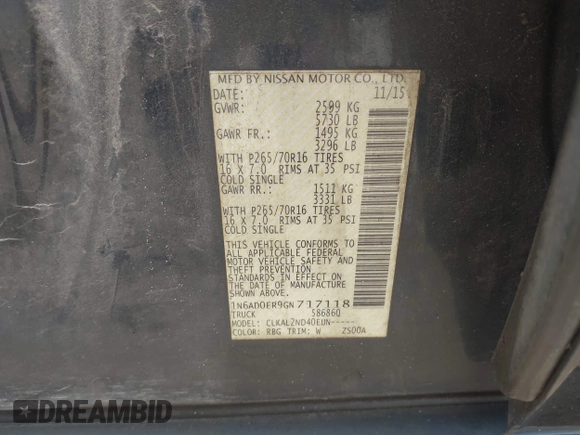 MFD BY NISSAN MOTOR CO., LTD.
DATE: 11/15
GVWR: 2599 KG
5730 LB
GAWR FR.: 1495 KG
3296 LB
WITH P265/70R16 TIRES
16 X 7.0 RIMS AT 35 PSI
COLD SINGLE
GAWR RR.: 1511 KG
3331 LB
WITH P265/70R16 TIRES
16 X 7.0 RIMS AT 35 PSI
COLD SINGLE
THIS VEHICLE CONFORMS TO
ALL APPLICABLE FEDERAL
MOTOR VEHICLE SAFETY AND
THEFT PREVENTION
STANDARDS IN EFFECT ON
THE DATE OF MANUFACTURE
SHOWN ABOVE.
1N6AD0ER9GN717118
TRUCK 58686Q
MODEL: CLKAL2ND40EUN-----
COLOR: RBG TRIM: W 2S00A
DREAMBID